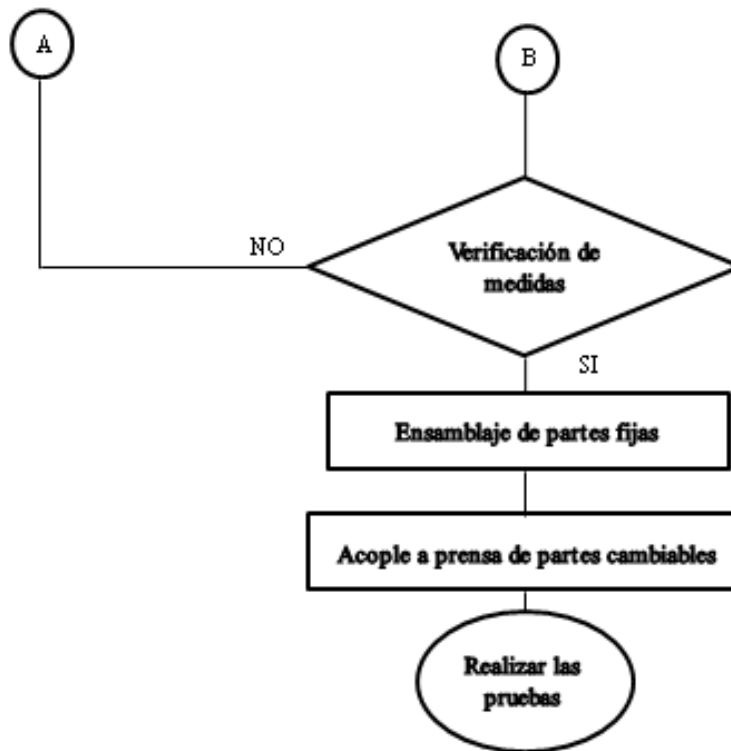 A
B
NO
Verificación de
medidas
SI
Ensamblaje de partes fijas
Acople a prensa de partes cambiables
Realizar las
pruebas